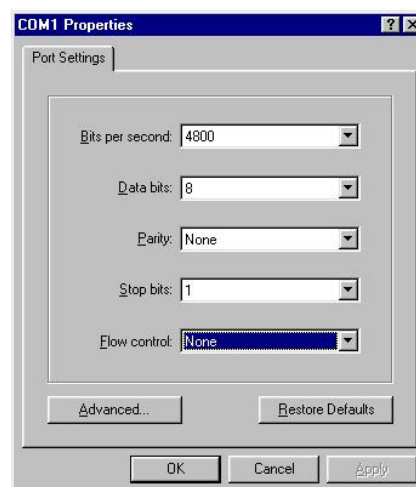 COM1 Properties
Port Settings
Bits per second: 4800
Data bits: 8
Parity: None
Stop bits: 1
Flow control: None
Advanced...
Restore Defaults
OK
Cancel
Apply